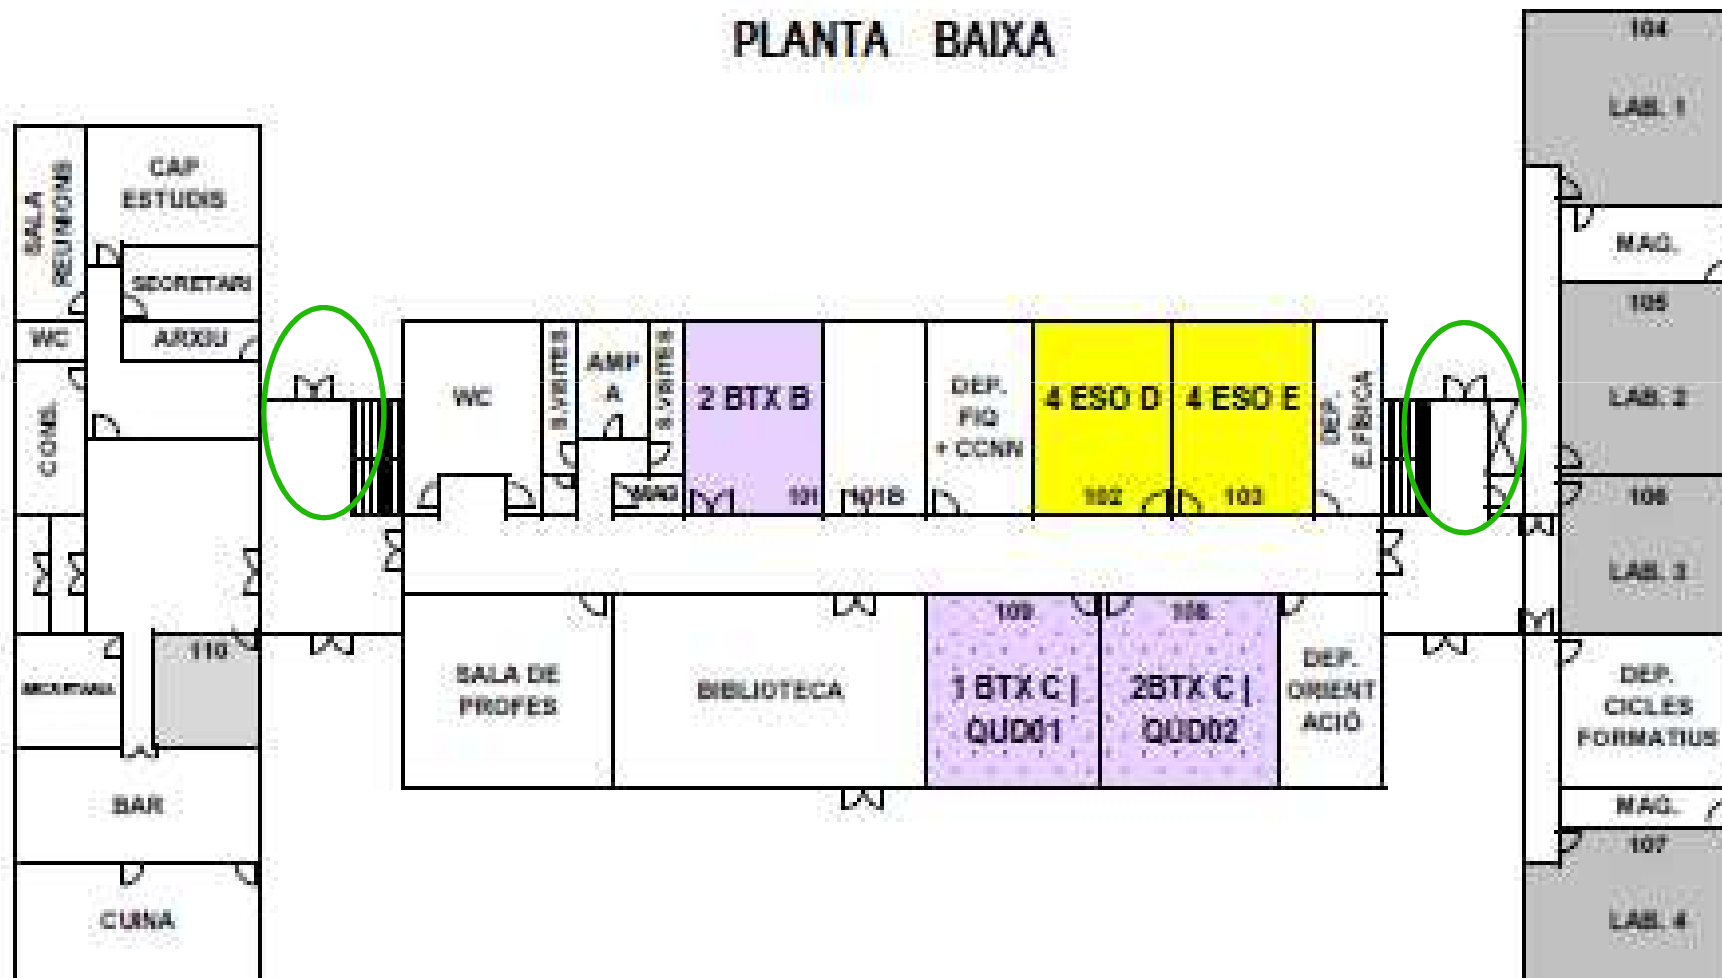 PLANTA BAIXA
104
LAB. 1
MAG.
105
LAB. 2
106
LAB. 3
DEP.
CICLES
FORMATIUS
MAG.
107
LAB. 4
SALA
REUNIONS
CAP
ESTUDIS
SECRETARI
WC
ARXIU
CONS.
110
BAR
CUINA
WC
S.VISITES
AMP
A
S.VISITES
MAG
2 BTX B
101
101B
DEP.
FIQ
+ CCNN
4 ESO D
102
4 ESO E
103
DEP.
E.FÍSICA
SALA DE
PROFES
BIBLIOTECA
109
1 BTX C |
QUD01
108
2BTX C |
QUD02
DEP.
ORIENT
ACIÓ